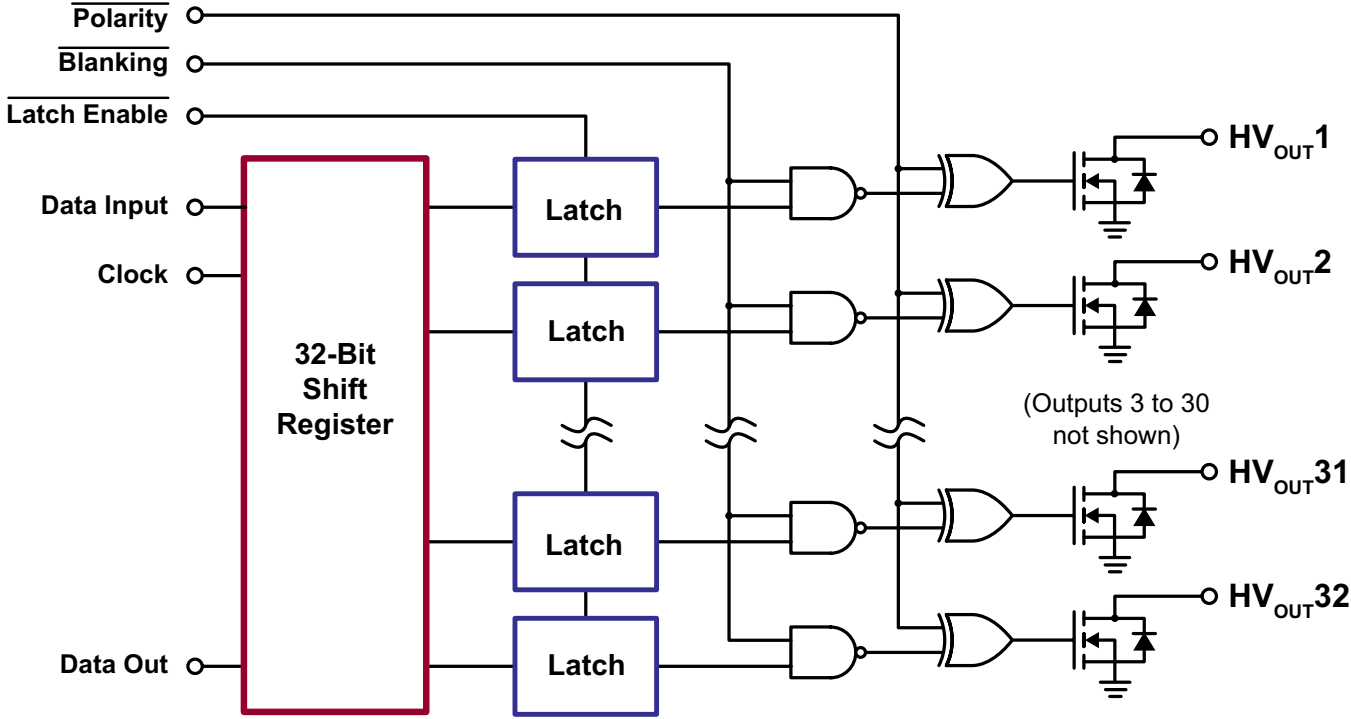 Polarity
Blanking
Latch Enable
Data Input
Clock
Data Out
32-Bit
Shift
Register
Latch
Latch
Latch
Latch
(Outputs 3 to 30
not shown)
HVOUT1
HVOUT2
HVOUT31
HVOUT32